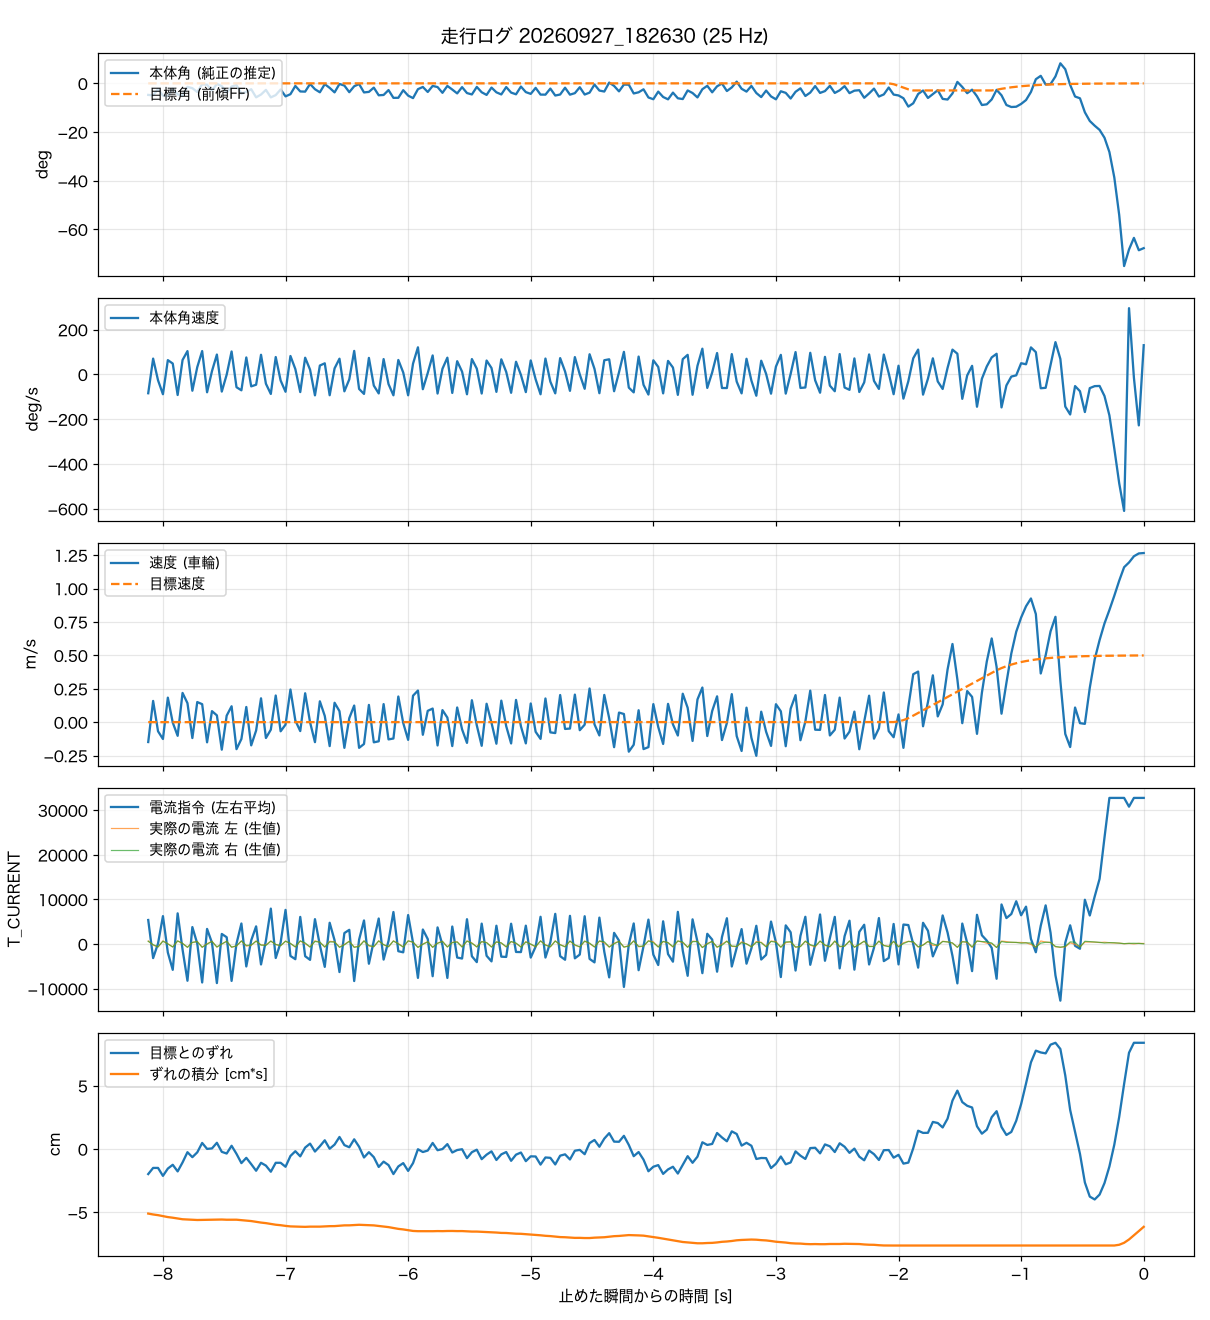 走行ログ 20260927_182630 (25 Hz)
本体角 (純正の推定)
目標角 (前傾FF)
deg
0
−20
−40
−60
本体角速度
deg/s
200
0
−200
−400
−600
速度 (車輪)
目標速度
m/s
1.25
1.00
0.75
0.50
0.25
0.00
−0.25
電流指令 (左右平均)
実際の電流 左 (生値)
実際の電流 右 (生値)
T_CURRENT
30000
20000
10000
0
−10000
目標とのずれ
ずれの積分 [cm*s]
cm
5
0
−5
−8 −7 −6 −5 −4 −3 −2 −1 0
止めた瞬間からの時間 [s]